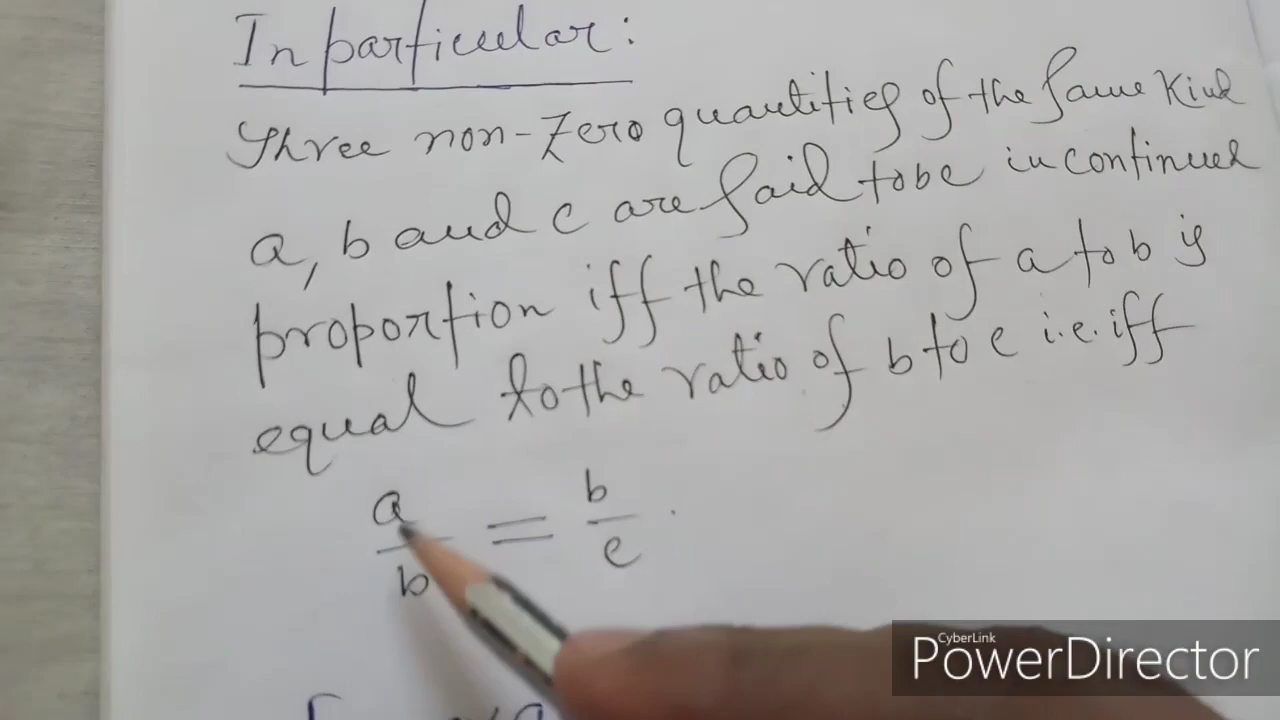 In particular:
Three non-zero quantities of the same kind
a, b and c are said to be in continued
proportion iff the ratio of a to b is
equal to the ratio of b to c i.e. iff
a/b = b/c.
CyberLink
PowerDirector